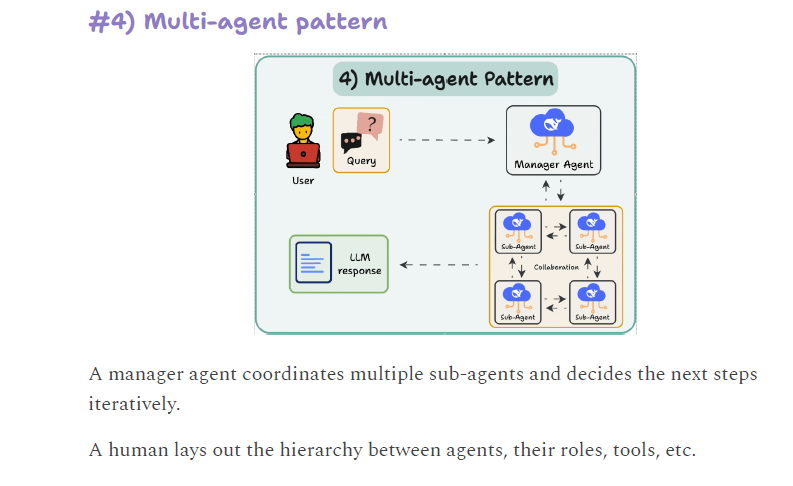 #4) Multi-agent pattern
4) Multi-agent Pattern
?
Query
User
Manager Agent
Sub-Agent
Sub-Agent
Collaboration
Sub-Agent
Sub-Agent
LLM
response
A manager agent coordinates multiple sub-agents and decides the next steps
iteratively.
A human lays out the hierarchy between agents, their roles, tools, etc.